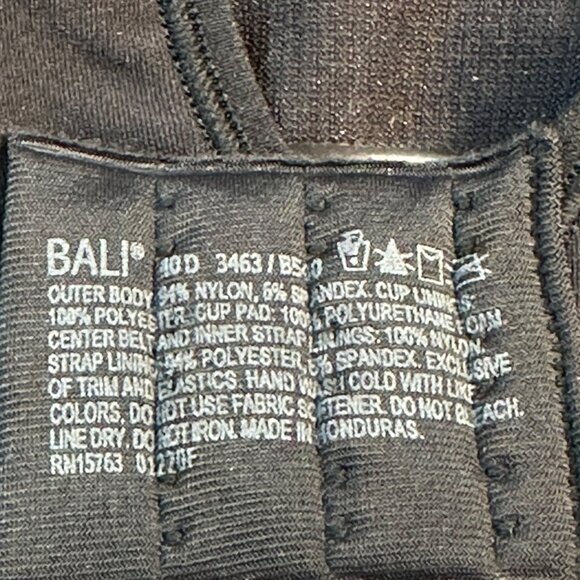 BALI® 40 D 3463 /
OUTER BODY 94% NYLON, 6% SPANDEX. CUP LININGS:
100% POLYESTER. CUP PAD: 100% POLYURETHANE FOAM.
CENTER BELT AND INNER STRAP LININGS: 100% NYLON.
STRAP LINING 94% POLYESTER, 6% SPANDEX. EXCLUSIVE
OF TRIM AND ELASTICS. HAND WASH COLD WITH LIKE
COLORS. DO NOT USE FABRIC SOFTENER. DO NOT BLEACH.
LINE DRY. DO NOT IRON. MADE IN HONDURAS.
RN15763